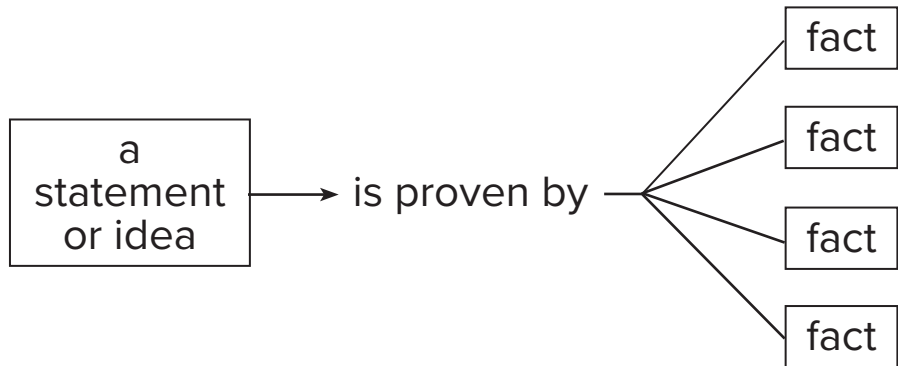 a
statement
or idea
is proven by
fact
fact
fact
fact